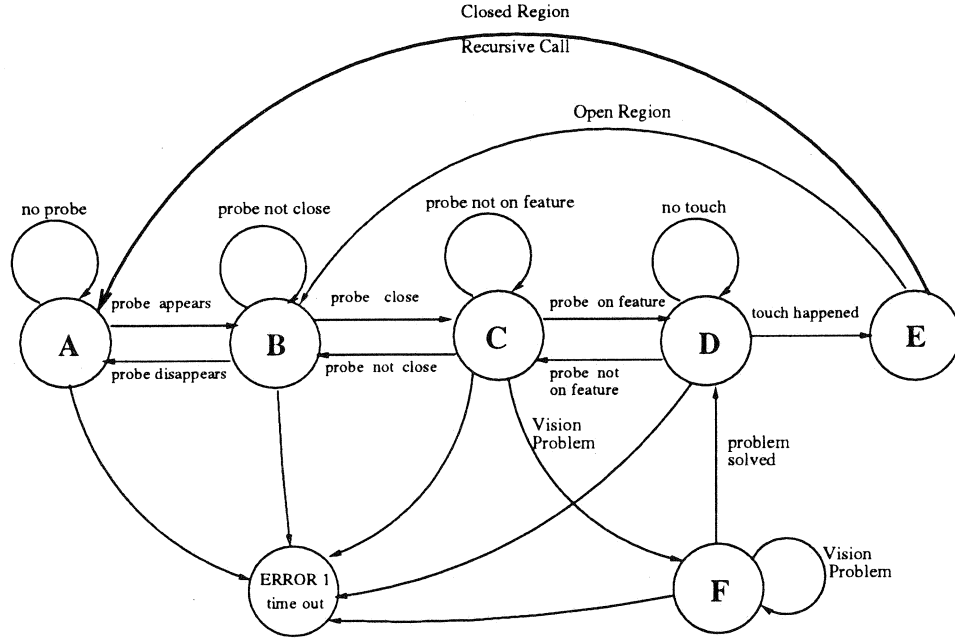 Closed Region
Recursive Call
Open Region
no probe
probe not close
probe not on feature
no touch
probe appears
probe close
probe on feature
touch happened
A
B
C
D
E
probe disappears
probe not close
probe not
on feature
Vision
Problem
problem
solved
ERROR 1
time out
F
Vision
Problem